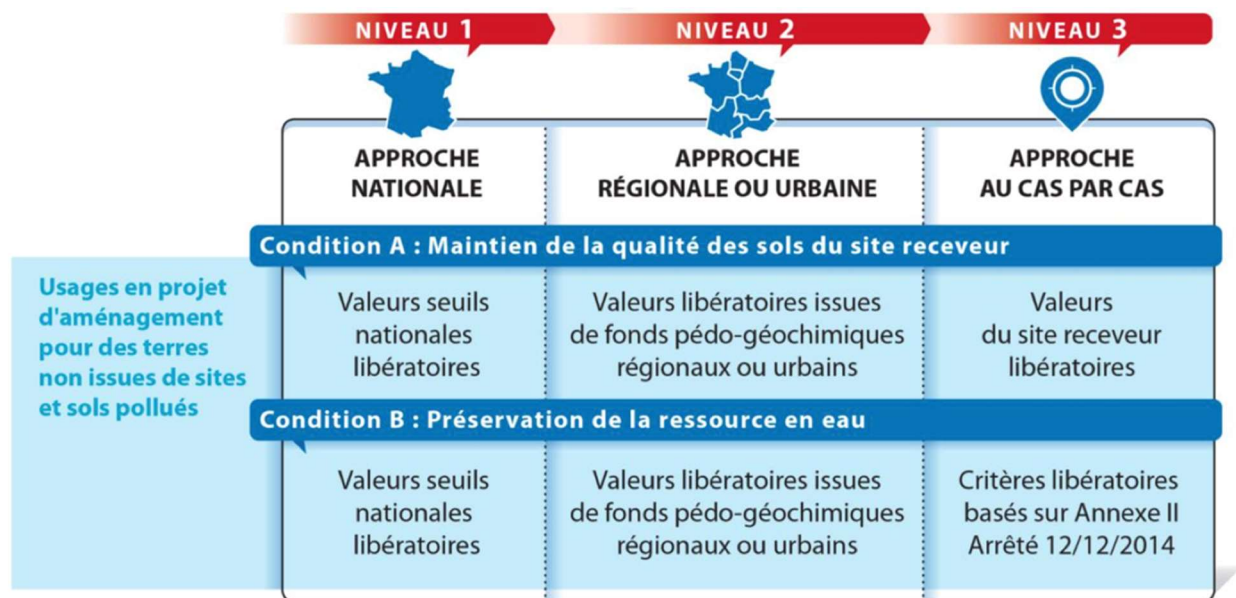 NIVEAU 1
NIVEAU 2
NIVEAU 3
APPROCHE
NATIONALE
APPROCHE
RÉGIONALE OU URBAINE
APPROCHE
AU CAS PAR CAS
Condition A : Maintien de la qualité des sols du site receveur
Usages en projet
d'aménagement
pour des terres
non issues de sites
et sols pollués
Valeurs seuils
nationales
libératoires
Valeurs libératoires issues
de fonds pédo-géochimiques
régionaux ou urbains
Valeurs
du site receveur
libératoires
Condition B : Préservation de la ressource en eau
Valeurs seuils
nationales
libératoires
Valeurs libératoires issues
de fonds pédo-géochimiques
régionaux ou urbains
Critères libératoires
basés sur Annexe II
Arrêté 12/12/2014